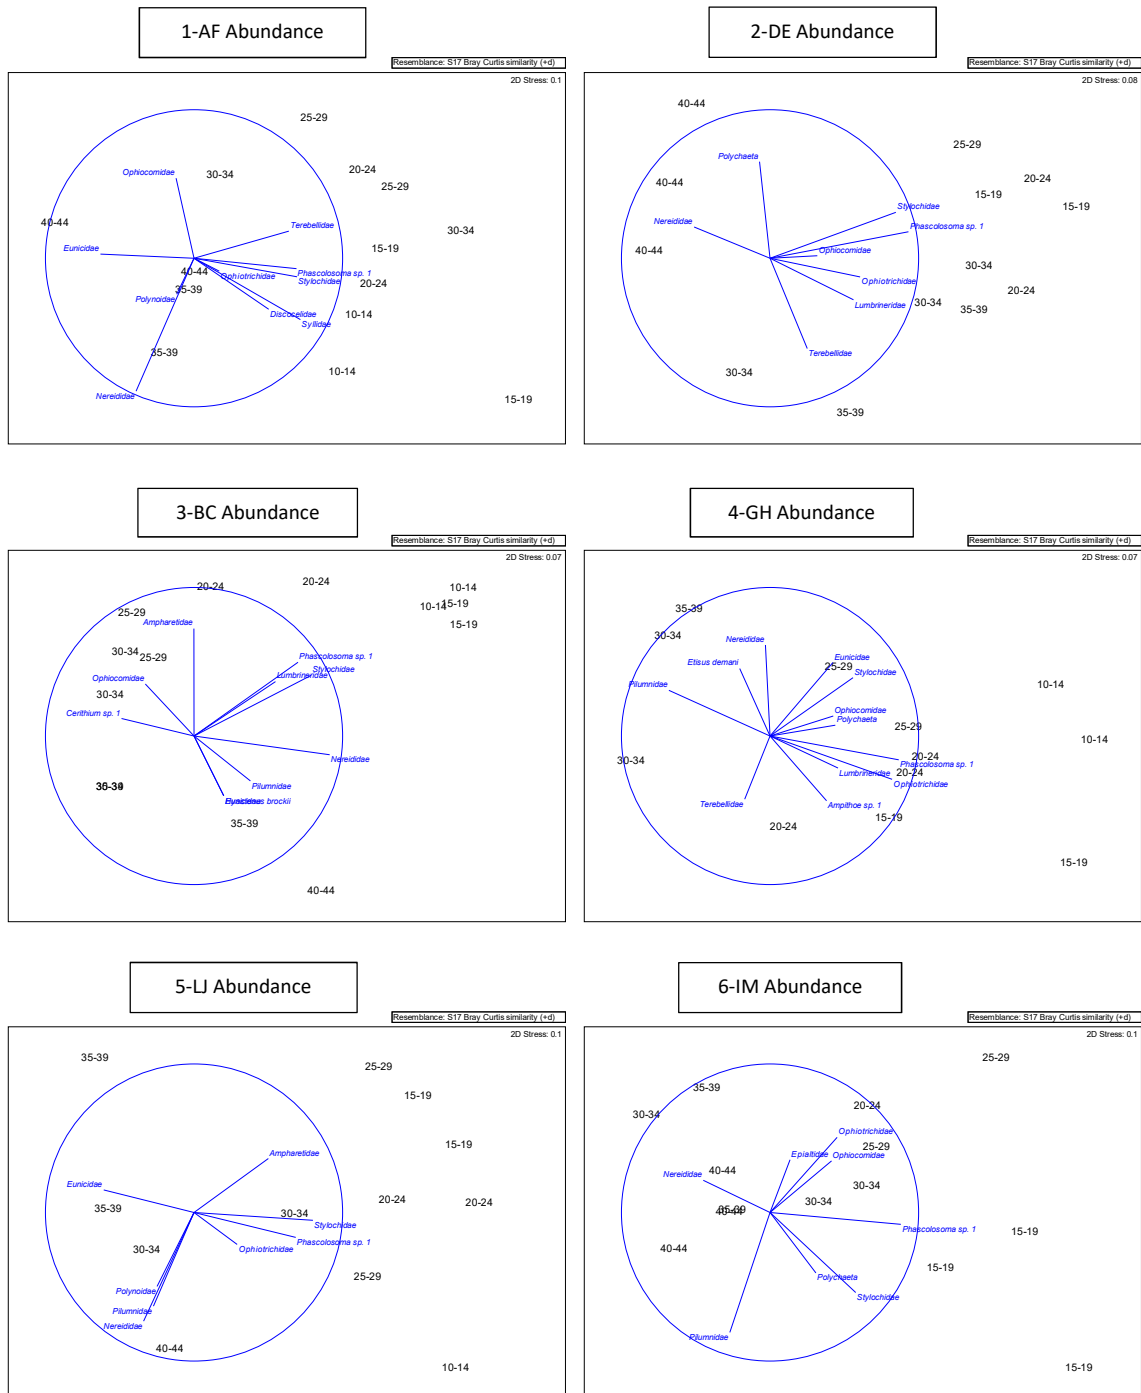 1-AF Abundance
Resemblance: S17 Bray Curtis similarity (+d)
2D Stress: 0.1
25-29
Ophiocomidae
30-34
20-24
25-29
40-44
Terebellidae
30-34
Eunicidae
15-19
40-44
Ophiotrichidae
Phascolosoma sp. 1
Stylochidae
20-24
35-39
Polynoidae
Discocelidae
10-14
Syllidae
35-39
10-14
Nereididae
15-19
2-DE Abundance
Resemblance: S17 Bray Curtis similarity (+d)
2D Stress: 0.08
40-44
25-29
Polychaeta
40-44
20-24
15-19
15-19
Stylochidae
Nereididae
Phascolosoma sp. 1
40-44
Ophiocomidae
30-34
Ophiotrichidae
20-24
Lumbrineridae
30-34
35-39
Terebellidae
30-34
35-39
3-BC Abundance
Resemblance: S17 Bray Curtis similarity (+d)
2D Stress: 0.07
20-24
20-24
10-14
15-19
10-14
25-29
Ampharetidae
15-19
30-34
25-29
Phascolosoma sp. 1
Stylochidae
Lumbrineridae
Ophiocomidae
30-34
Cerithium sp. 1
Nereididae
Pilumnidae
brockii
35-39
40-44
4-GH Abundance
Resemblance: S17 Bray Curtis similarity (+d)
2D Stress: 0.07
35-39
30-34
Nereididae
Eunicidae
Etisus demani
25-29
Stylochidae
Pilumnidae
10-14
Ophiocomidae
Polychaeta
25-29
10-14
30-34
20-24
Phascolosoma sp. 1
Lumbrineridae
20-24
Ophiotrichidae
Terebellidae
Ampithoe sp. 1
15-19
20-24
15-19
5-LJ Abundance
Resemblance: S17 Bray Curtis similarity (+d)
2D Stress: 0.1
35-39
25-29
15-19
15-19
Ampharetidae
Eunicidae
35-39
20-24
20-24
30-34
Stylochidae
Phascolosoma sp. 1
30-34
Ophiotrichidae
25-29
Polynoidae
Pilumnidae
Nereididae
40-44
10-14
6-IM Abundance
Resemblance: S17 Bray Curtis similarity (+d)
2D Stress: 0.1
25-29
35-39
30-34
20-24
Ophiotrichidae
25-29
Epialtidae
Ophiocomidae
40-44
Nereididae
30-34
30-34
35-39
40-44
Phascolosoma sp. 1
15-19
40-44
15-19
Polychaeta
Stylochidae
Pilumnidae
15-19